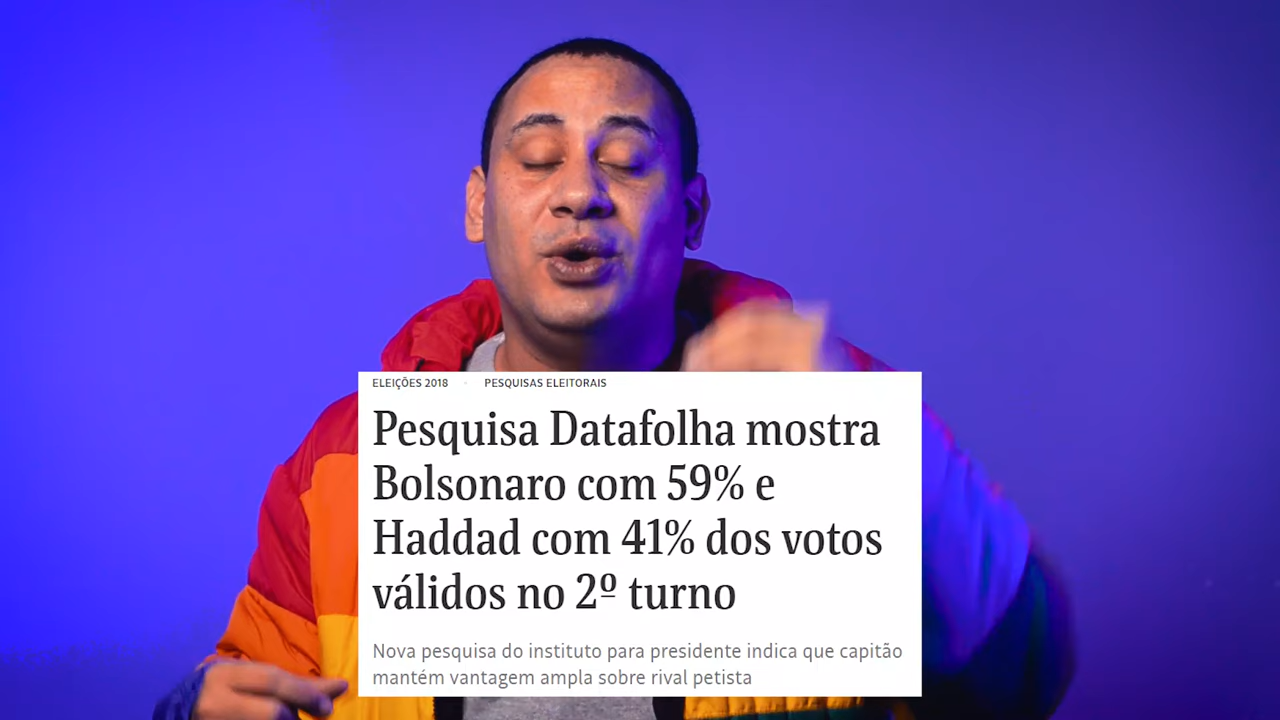 ELEIÇÕES 2018 • PESQUISAS ELEITORAIS
Pesquisa Datafolha mostra
Bolsonaro com 59% e
Haddad com 41% dos votos
válidos no 2º turno
Nova pesquisa do instituto para presidente indica que capitão
mantém vantagem ampla sobre rival petista